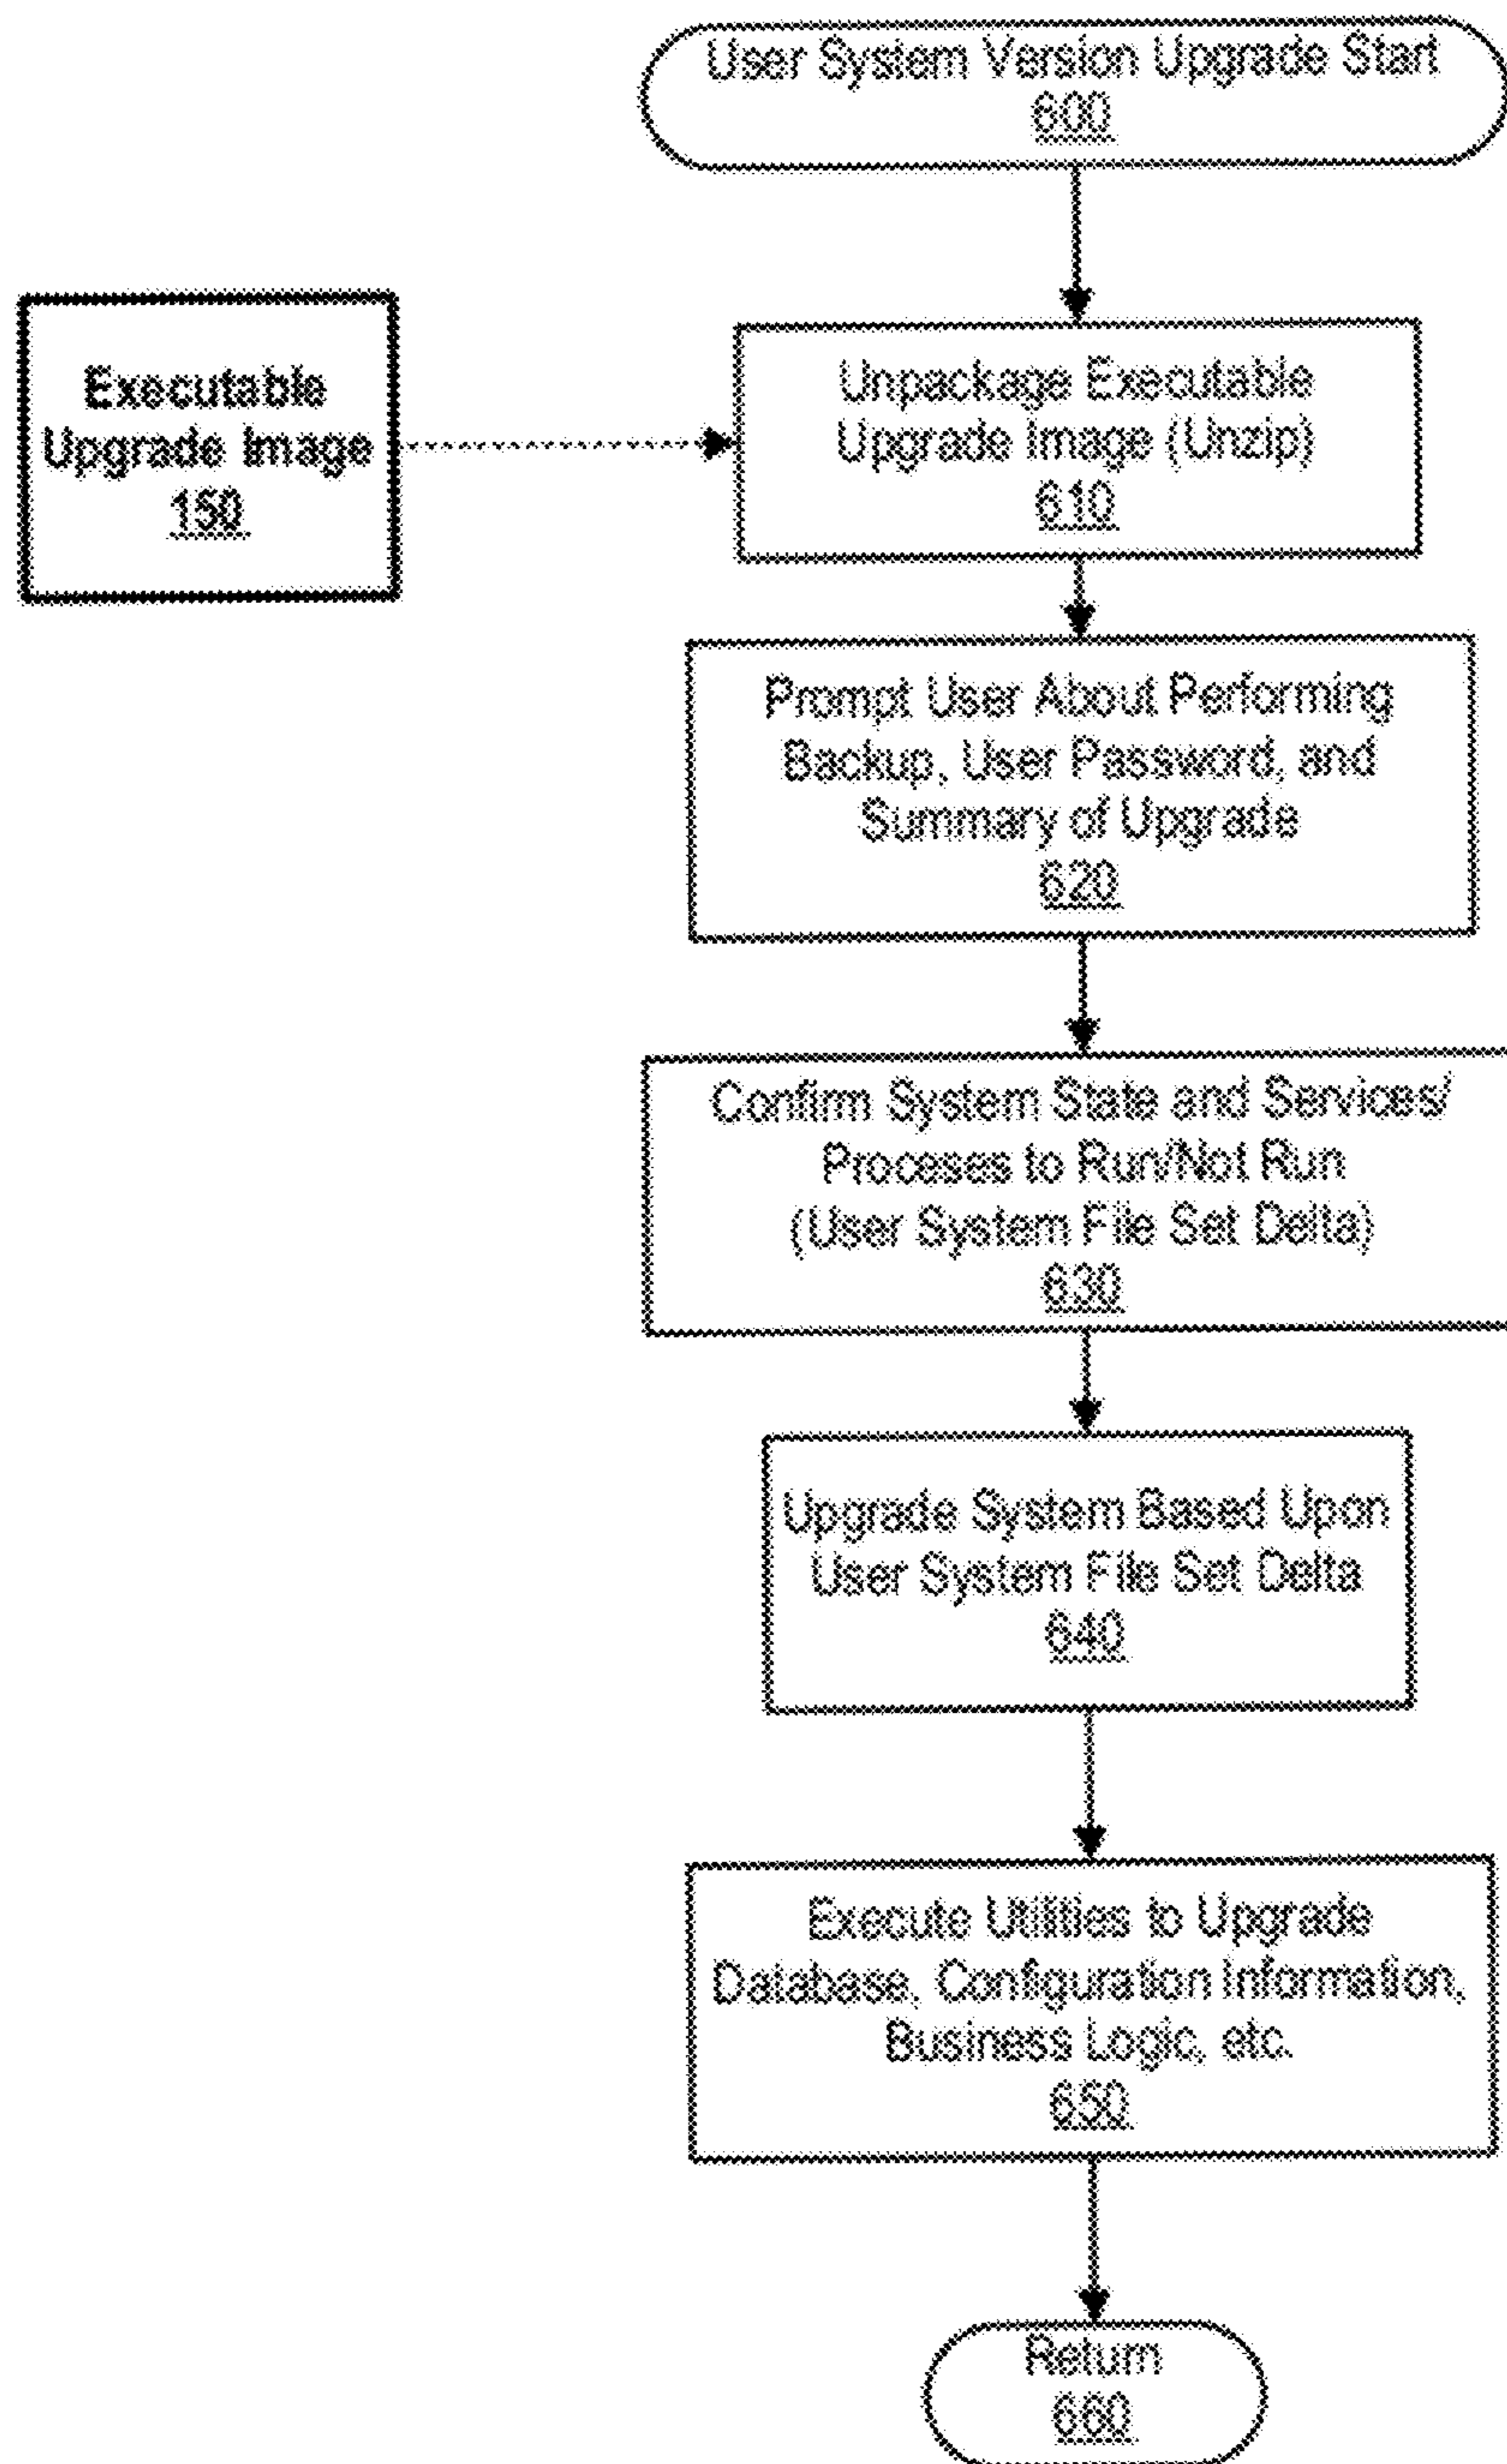 User System Version Upgrade Start
600
Executable
Upgrade Image
150
Unpackage Executable
Upgrade Image (Unzip)
610
Prompt User About Performing
Backup, User Password, and
Summary of Upgrade
620
Confirm System State and Services/
Proceses to Run/Not Run
(User System File Set Delta)
630
Upgrade System Based Upon
User System File Set Delta
640
Execute Utilities to Upgrade
Database, Configuration Information,
Business Logic, etc.
650
Return
660